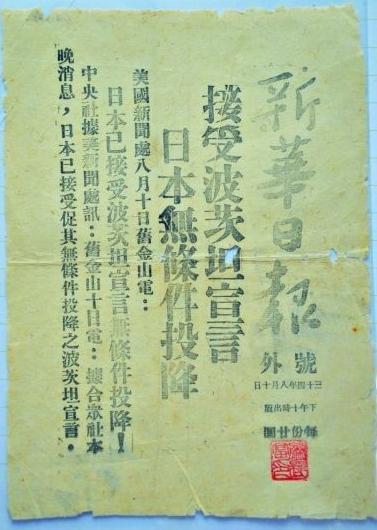 新華日報
號外
三十四年八月十日
下午十時出版
每份廿圓
接受波茨坦宣言
日本無條件投降
美國新聞處八月十日舊金山電：
日本已接受波茨坦宣言無條件投降！
中央社據英新聞處訊：舊金山十日電：據合衆社本
晚消息，日本已接受促其無條件投降之波茨坦宣言．